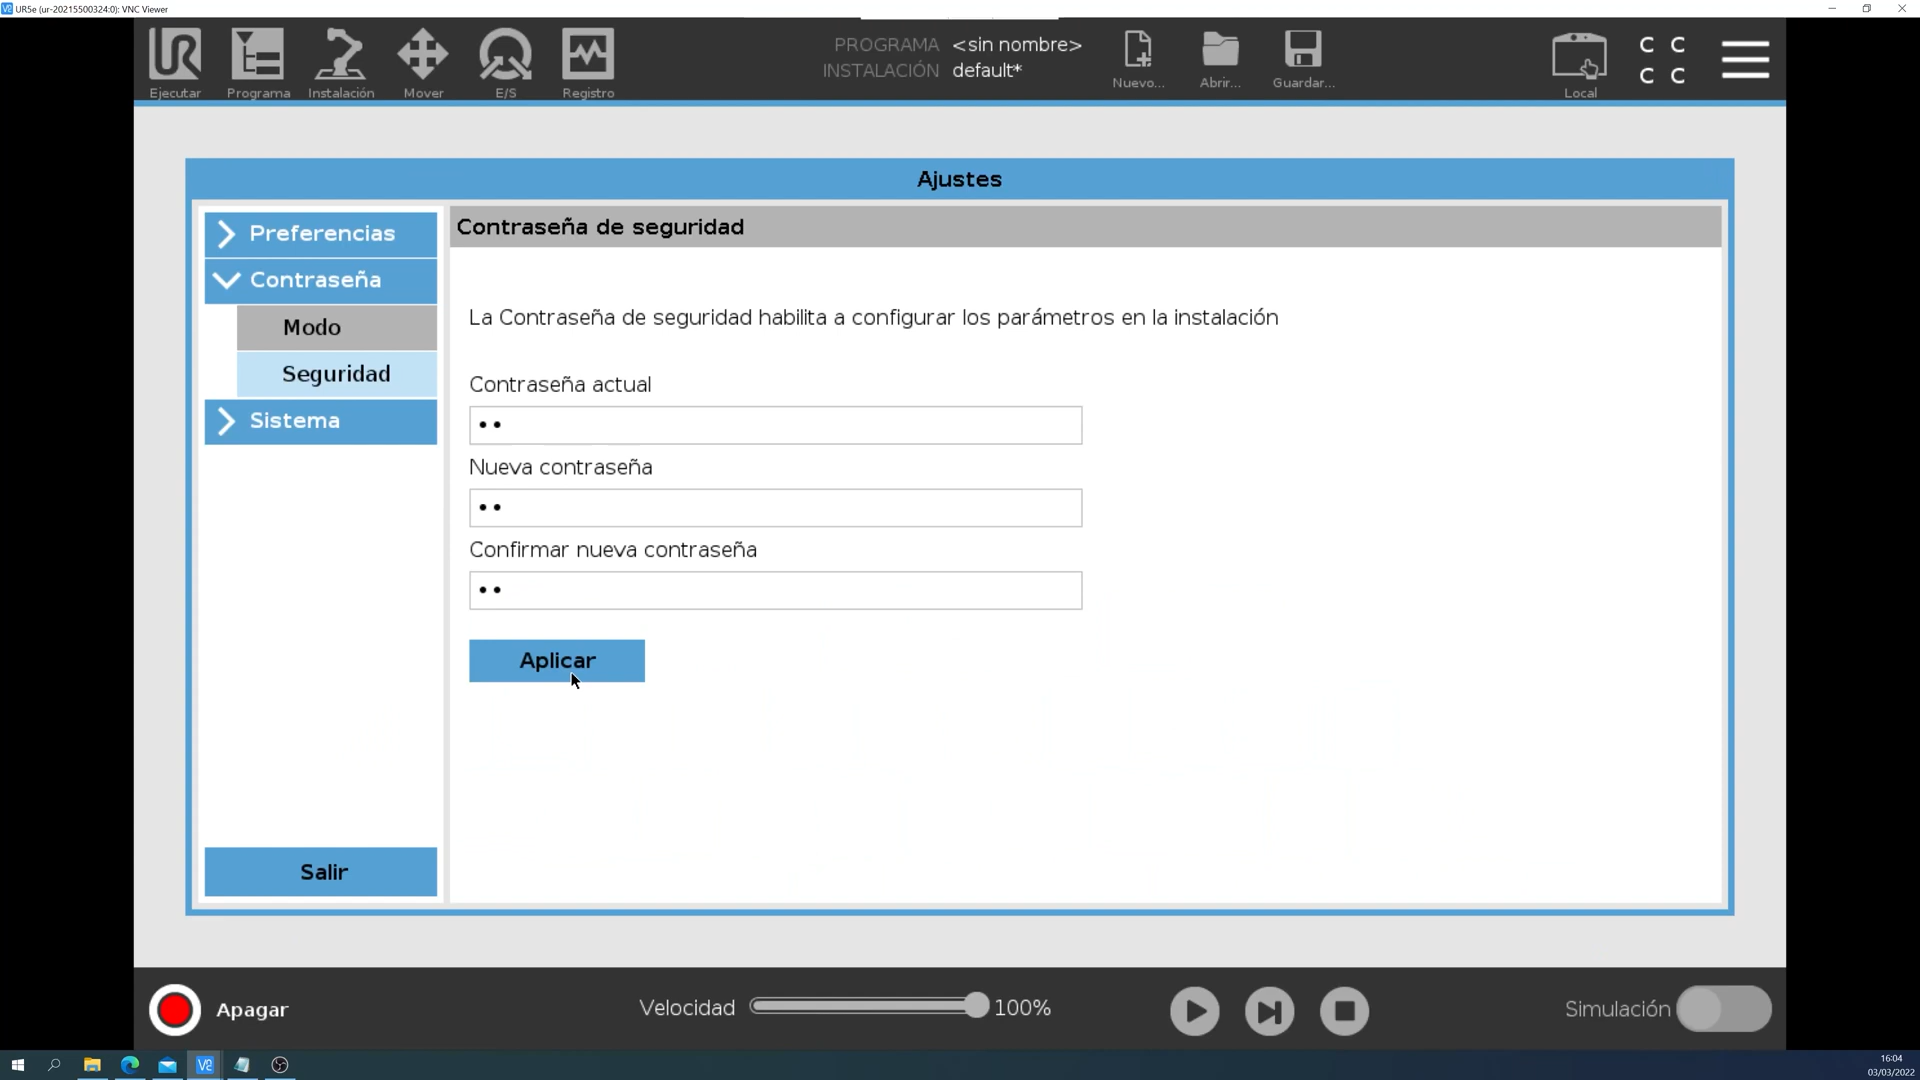 UR5e (ur-20215500324:0): VNC Viewer
Ejecutar
Programa
Instalación
Mover
E/S
Registro
PROGRAMA <sin nombre>
INSTALACIÓN default*
Nuevo...
Abrir...
Guardar...
Local
C C
C C
Ajustes
Preferencias
Contraseña
Modo
Seguridad
Sistema
Salir
Contraseña de seguridad
La Contraseña de seguridad habilita a configurar los parámetros en la instalación
Contraseña actual
Nueva contraseña
Confirmar nueva contraseña
Aplicar
Apagar
Velocidad 100%
Simulación
16:04
03/03/2022